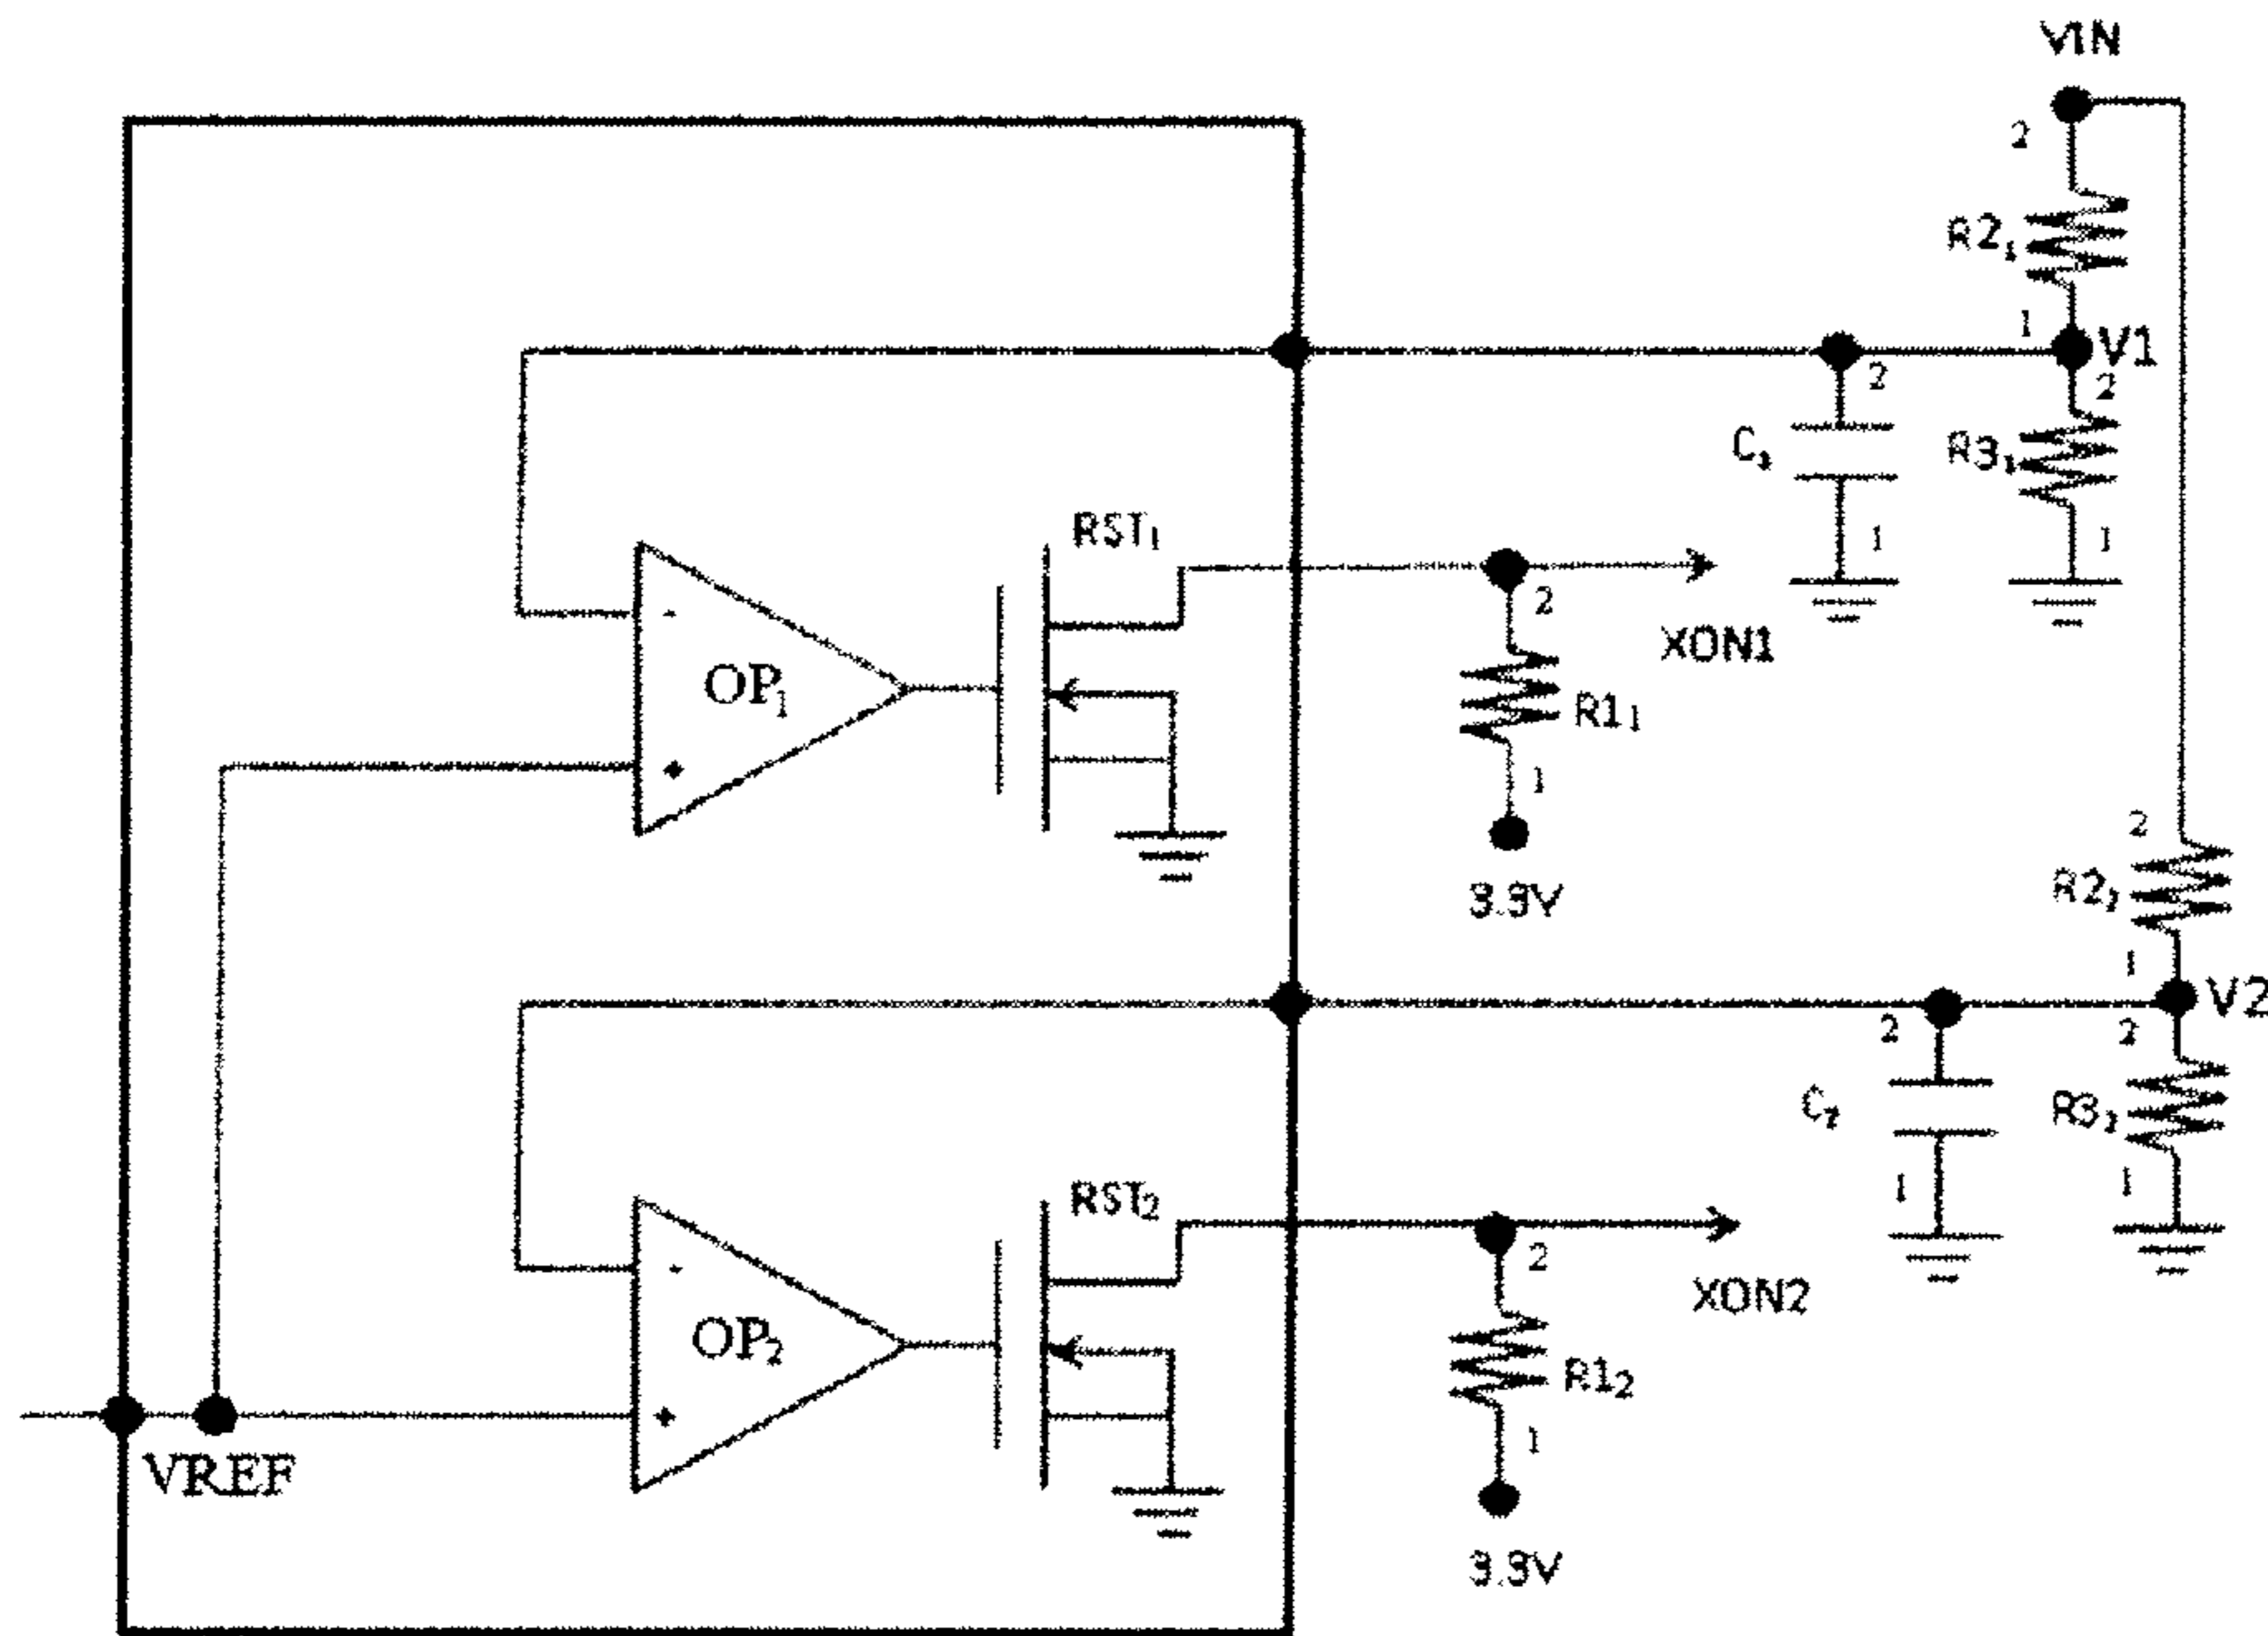 VIN
2
R2₁
1
V1
2
2
C₁
R3₁
1
1
RST₁
-
OP₁
+
2
XON1
R1₁
1
3.3V
2
R2₂
1
V2
2
2
C₂
R3₂
1
1
RST₂
-
OP₂
+
2
XON2
R1₂
1
3.3V
VREF